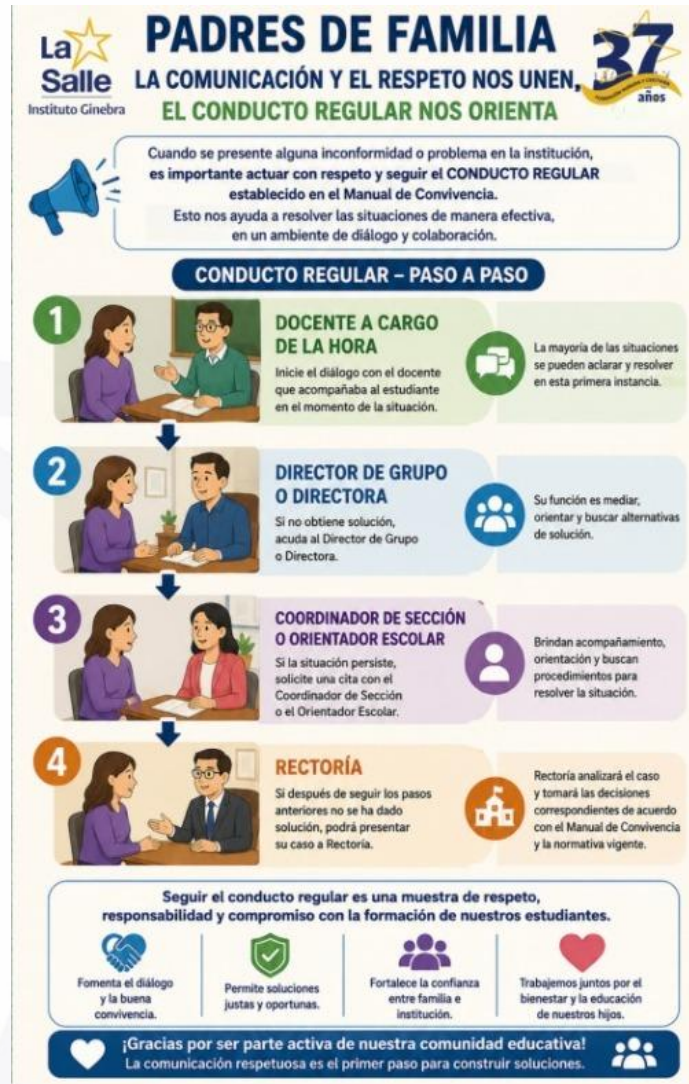 La
Salle
Instituto Ginebra
PADRES DE FAMILIA
LA COMUNICACIÓN Y EL RESPETO NOS UNEN,
EL CONDUCTO REGULAR NOS ORIENTA
37
años
Cuando se presente alguna inconformidad o problema en la institución,
es importante actuar con respeto y seguir el CONDUCTO REGULAR
establecido en el Manual de Convivencia.
Esto nos ayuda a resolver las situaciones de manera efectiva,
en un ambiente de diálogo y colaboración.
CONDUCTO REGULAR – PASO A PASO
1
DOCENTE A CARGO
DE LA HORA
Inicie el diálogo con el docente
que acompañaba al estudiante
en el momento de la situación.
La mayoría de las situaciones
se pueden aclarar y resolver
en esta primera instancia.
2
DIRECTOR DE GRUPO
O DIRECTORA
Si no obtiene solución,
acuda al Director de Grupo
o Directora.
Su función es mediar,
orientar y buscar alternativas
de solución.
3
COORDINADOR DE SECCIÓN
O ORIENTADOR ESCOLAR
Si la situación persiste,
solicite una cita con el
Coordinador de Sección
o el Orientador Escolar.
Brindan acompañamiento,
orientación y buscan
procedimientos para
resolver la situación.
4
RECTORÍA
Si después de seguir los pasos
anteriores no se ha dado
solución, podrá presentar
su caso a Rectoría.
Rectoría analizará el caso
y tomará las decisiones
correspondientes de acuerdo
con el Manual de Convivencia
y la normativa vigente.
Seguir el conducto regular es una muestra de respeto,
responsabilidad y compromiso con la formación de nuestros estudiantes.
Fomenta el diálogo
y la buena
convivencia.
Permite soluciones
justas y oportunas.
Fortalece la confianza
entre familia e
institución.
Trabajemos juntos por el
bienestar y la educación
de nuestros hijos.
¡Gracias por ser parte activa de nuestra comunidad educativa!
La comunicación respetuosa es el primer paso para construir soluciones.